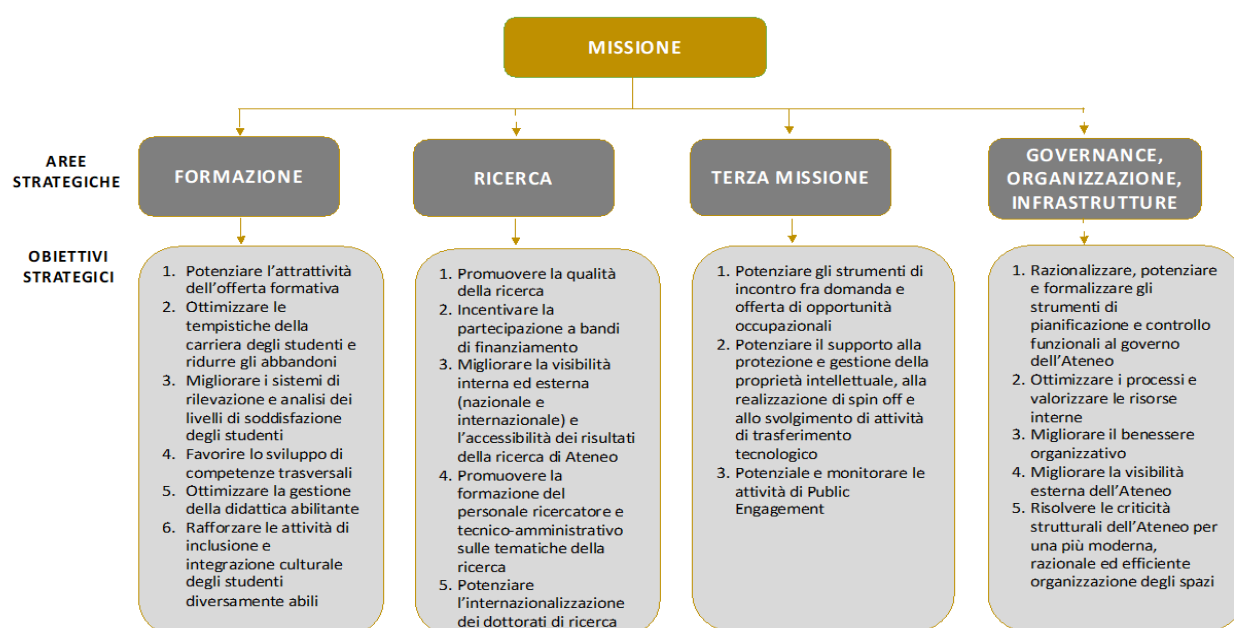 MISSIONE
AREE
STRATEGICHE
FORMAZIONE
RICERCA
TERZA MISSIONE
GOVERNANCE,
ORGANIZZAZIONE,
INFRASTRUTTURE
OBIETTIVI
STRATEGICI
1. Potenziare l'attrattività
dell'offerta formativa
2. Ottimizzare le
tempistiche della
carriera degli studenti e
ridurre gli abbandoni
3. Migliorare i sistemi di
rilevazione e analisi dei
livelli di soddisfazione
degli studenti
4. Favorire lo sviluppo di
competenze trasversali
5. Ottimizzare la gestione
della didattica abilitante
6. Rafforzare le attività di
inclusione e
integrazione culturale
degli studenti
diversamente abili
1. Promuovere la qualità
della ricerca
2. Incentivare la
partecipazione a bandi
di finanziamento
3. Migliorare la visibilità
interna ed esterna
(nazionale e
internazionale) e
l'accessibilità dei risultati
della ricerca di Ateneo
4. Promuovere la
formazione del
personale ricercatore e
tecnico-amministrativo
sulle tematiche della
ricerca
5. Potenziare
l'internazionalizzazione
dei dottorati di ricerca
1. Potenziare gli strumenti di
incontro fra domanda e
offerta di opportunità
occupazionali
2. Potenziare il supporto alla
protezione e gestione della
proprietà intellettuale, alla
realizzazione di spin off e
allo svolgimento di attività
di trasferimento
tecnologico
3. Potenziale e monitorare le
attività di Public
Engagement
1. Razionalizzare, potenziare
e formalizzare gli
strumenti di
pianificazione e controllo
funzionali al governo
dell'Ateneo
2. Ottimizzare i processi e
valorizzare le risorse
interne
3. Migliorare il benessere
organizzativo
4. Migliorare la visibilità
esterna dell'Ateneo
5. Risolvere le criticità
strutturali dell'Ateneo per
una più moderna,
razionale ed efficiente
organizzazione degli spazi